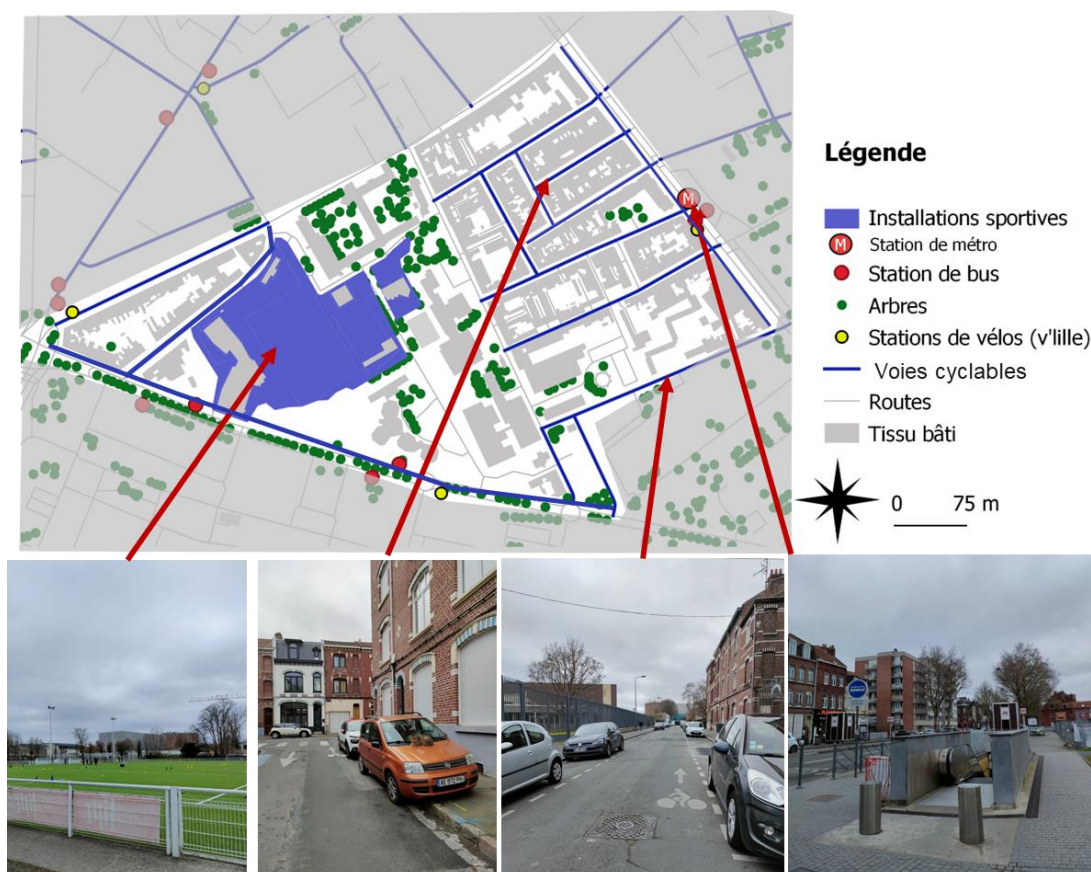 M
Légende
Installations sportives
M Station de métro
Station de bus
Arbres
Stations de vélos (v'lille)
Voies cyclables
Routes
Tissu bâti
0 75 m